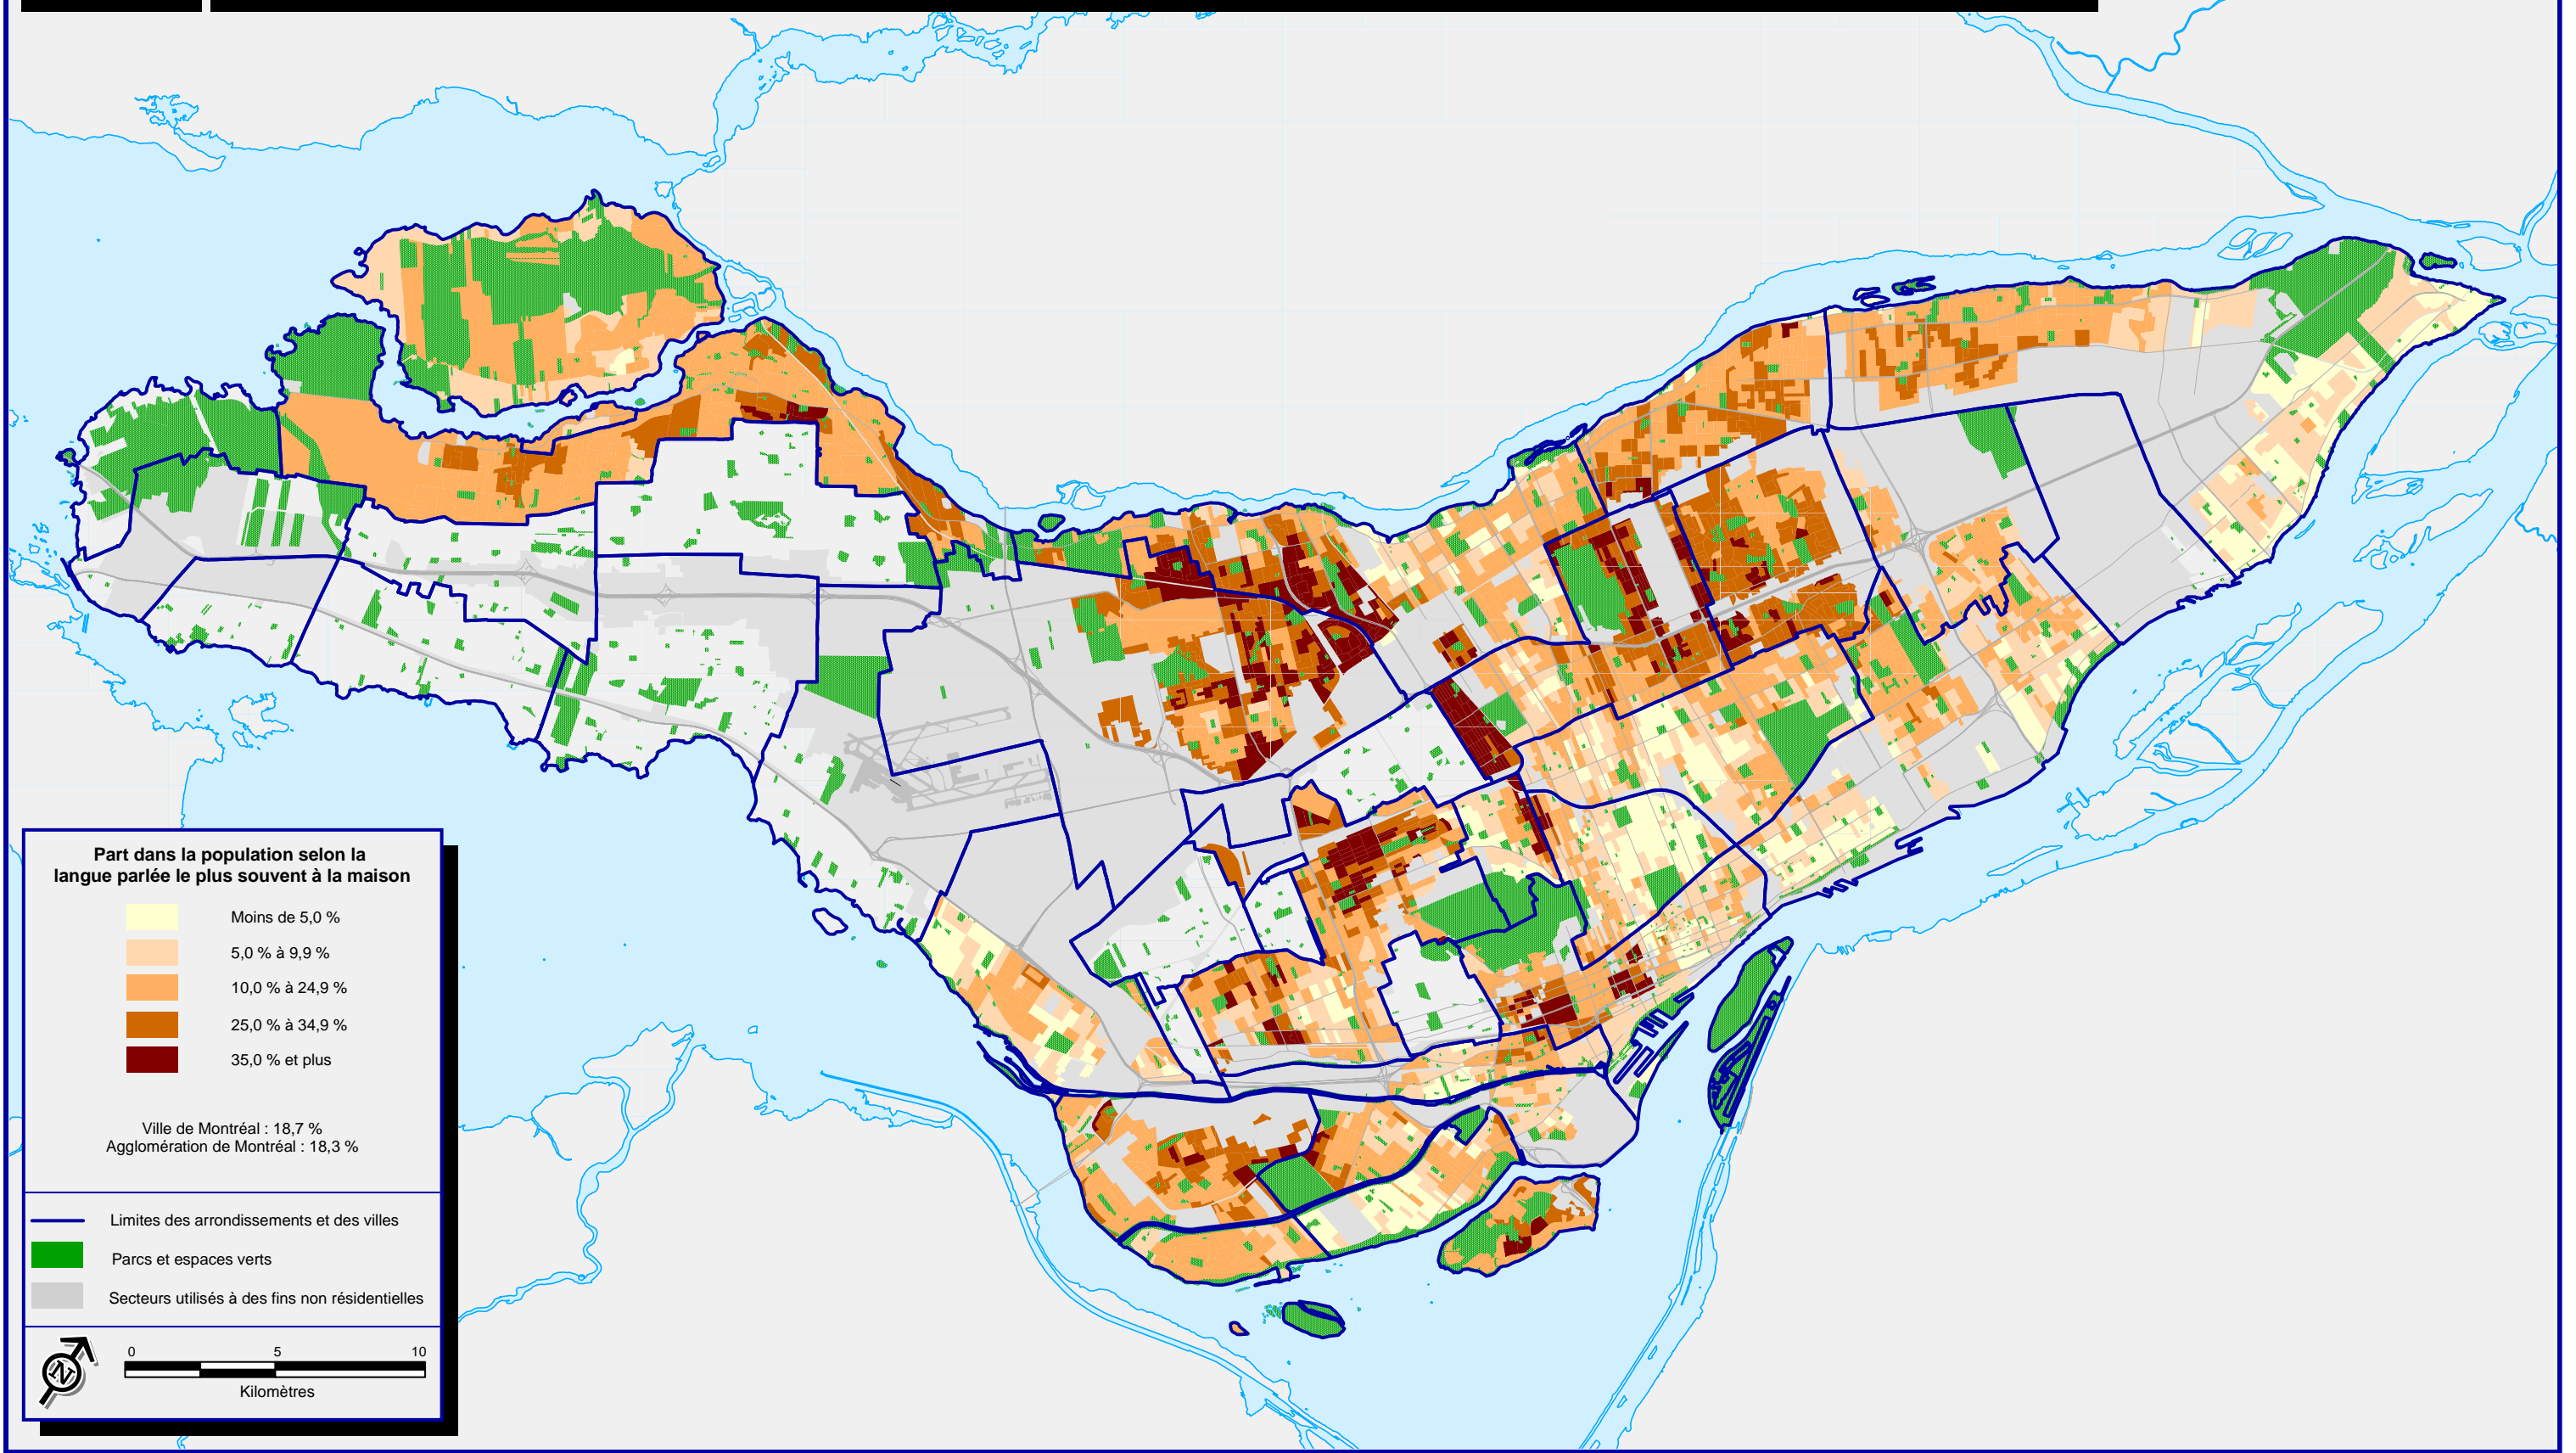 Part dans la population selon la
langue parlée le plus souvent à la maison
Moins de 5,0 %
5,0 % à 9,9 %
10,0 % à 24,9 %
25,0 % à 34,9 %
35,0 % et plus
Ville de Montréal : 18,7 %
Agglomération de Montréal : 18,3 %
Limites des arrondissements et des villes
Parcs et espaces verts
Secteurs utilisés à des fins non résidentielles
N
0 5 10
Kilomètres